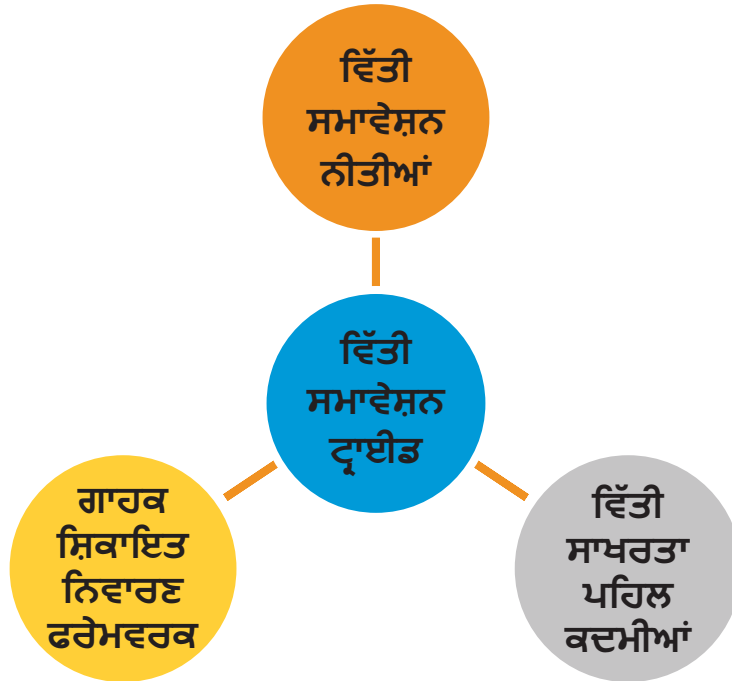 ਵਿੱਤੀ
ਸਮਾਵੇਸ਼ਨ
ਨੀਤੀਆਂ
ਵਿੱਤੀ
ਸਮਾਵੇਸ਼ਨ
ਟ੍ਰਾਈਡ
ਗਾਹਕ
ਸ਼ਿਕਾਇਤ
ਨਿਵਾਰਣ
ਫਰੇਮਵਰਕ
ਵਿੱਤੀ
ਸਾਖਰਤਾ
ਪਹਿਲ
ਕਦਮੀਆਂ